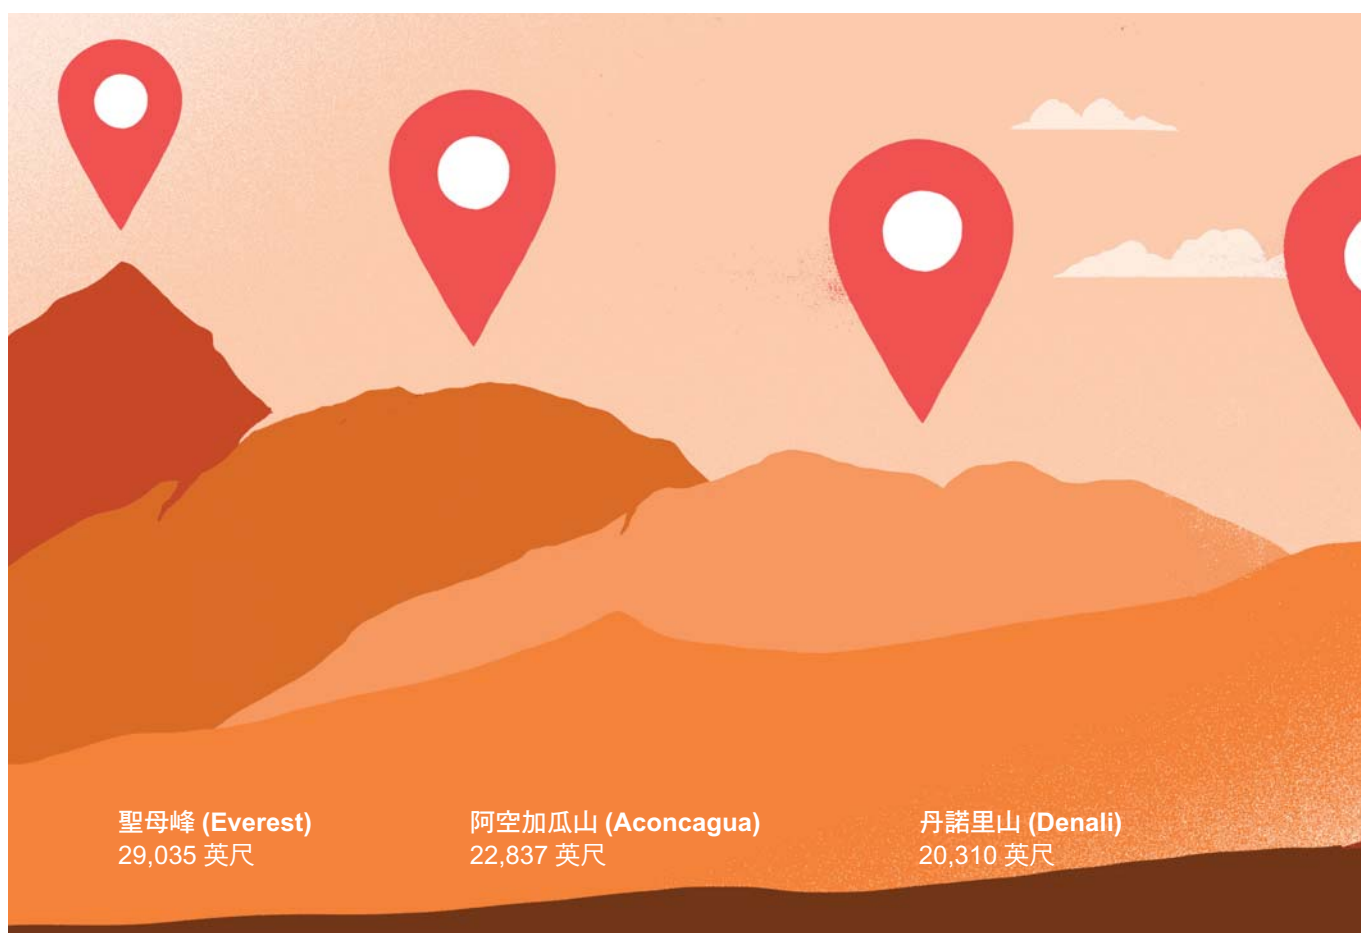 聖母峰 (Everest)
29,035 英尺
阿空加瓜山 (Aconcagua)
22,837 英尺
丹諾里山 (Denali)
20,310 英尺